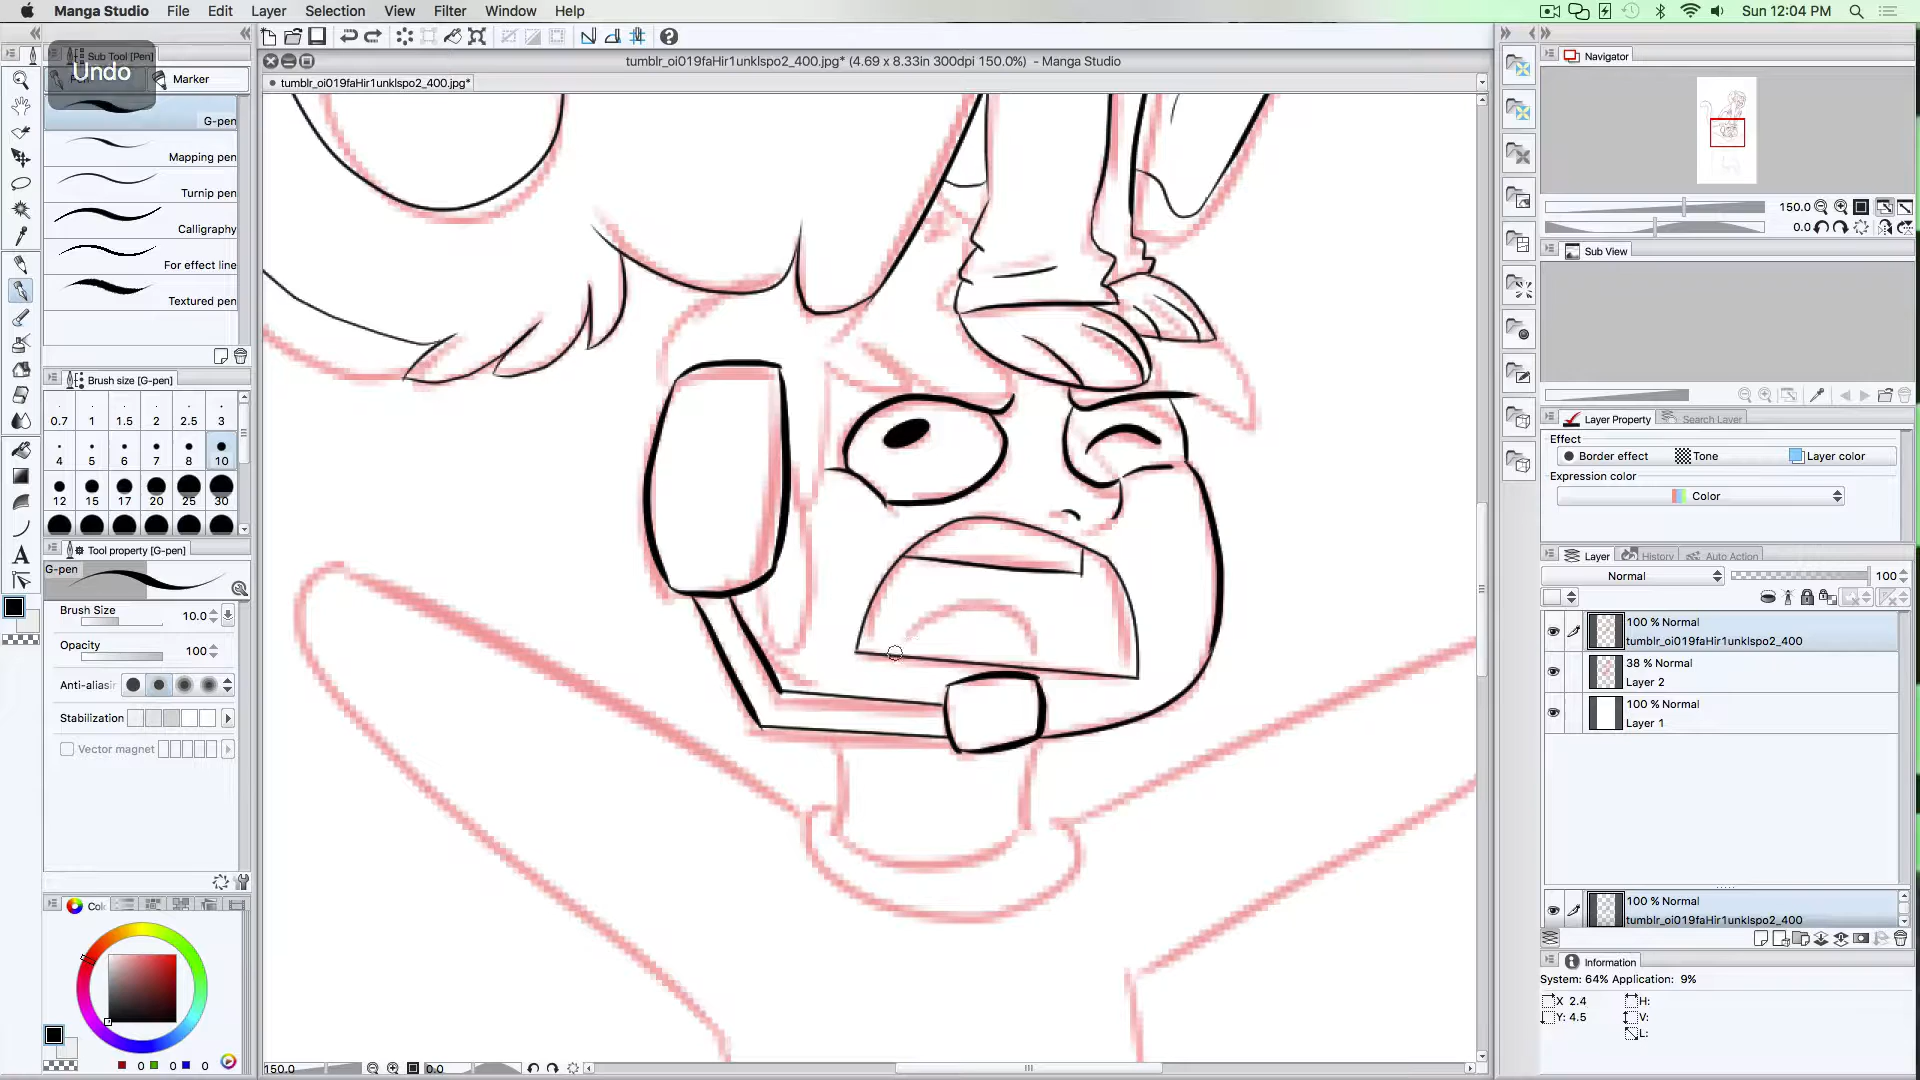 Manga Studio File Edit Layer Selection View Filter Window Help
Sun 12:04 PM
Sub Tool [Pen]
Undo
Marker
G-pen
Mapping pen
Turnip pen
Calligraphy
For effect line
Textured pen
Brush size [G-pen]
0.7 1 1.5 2 2.5 3
4 5 6 7 8 10
12 15 17 20 25 30
Tool property [G-pen]
G-pen
Brush Size 10.0
Opacity 100
Anti-aliasin
Stabilization
Vector magnet
Col
0 0 0
tumblr_oi019faHir1unklspo2_400.jpg* (4.69 x 8.33in 300dpi 150.0%) - Manga Studio
tumblr_oi019faHir1unklspo2_400.jpg*
150.0 0.0
Navigator
150.0
0.0
Sub View
Layer Property Search Layer
Effect
Border effect Tone Layer color
Expression color
Color
Layer History Auto Action
Normal 100
100 % Normal
tumblr_oi019faHir1unklspo2_400
38 % Normal
Layer 2
100 % Normal
Layer 1
100 % Normal
tumblr_oi019faHir1unklspo2_400
Information
System: 64% Application: 9%
X 2.4 H:
Y: 4.5 V:
L: